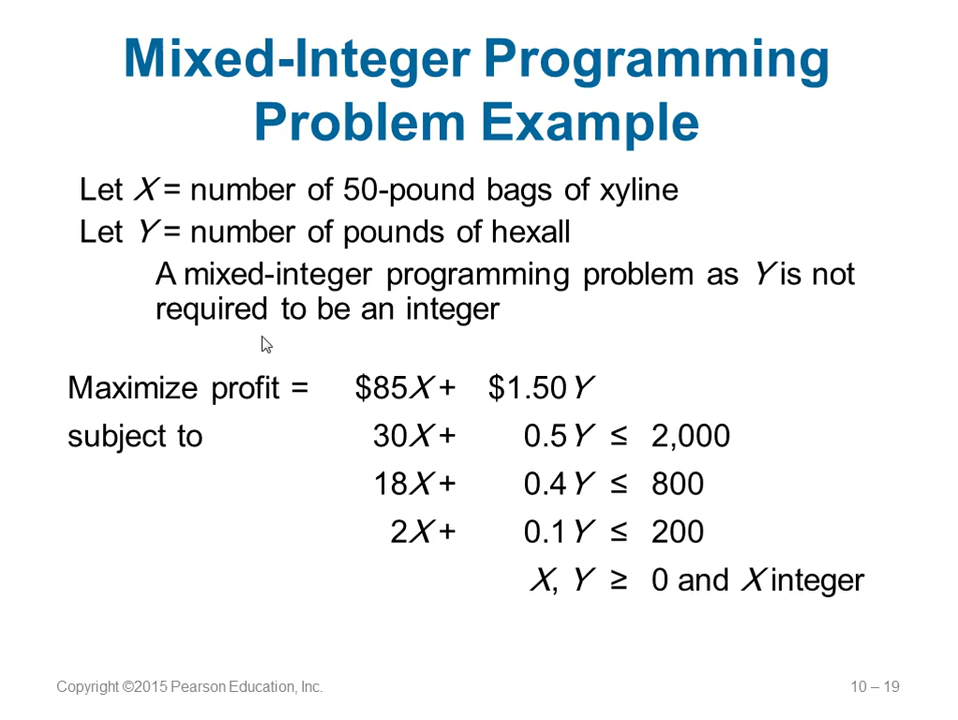 Mixed-Integer Programming
Problem Example
Let X = number of 50-pound bags of xyline
Let Y = number of pounds of hexall
A mixed-integer programming problem as Y is not
required to be an integer
Maximize profit = $85X + $1.50Y
subject to 30X + 0.5Y ≤ 2,000
18X + 0.4Y ≤ 800
2X + 0.1Y ≤ 200
X, Y ≥ 0 and X integer
Copyright ©2015 Pearson Education, Inc. 10 – 19